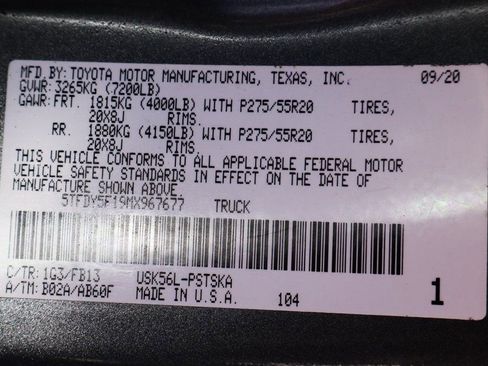 MFD. BY: TOYOTA MOTOR MANUFACTURING, TEXAS, INC. 09/20
GVWR: 3265KG (7200LB)
GAWR: FRT. 1815KG (4000LB) WITH P275/55R20 TIRES,
20X8J RIMS.
RR. 1880KG (4150LB) WITH P275/55R20 TIRES,
20X8J RIMS.
THIS VEHICLE CONFORMS TO ALL APPLICABLE FEDERAL MOTOR
VEHICLE SAFETY STANDARDS IN EFFECT ON THE DATE OF
MANUFACTURE SHOWN ABOVE.
5TFDY5F19MX967677 TRUCK
C/TR: 1G3/FB13 USK56L-PSTSKA
A/TM: B02A/AB60F MADE IN U.S.A. 104 1